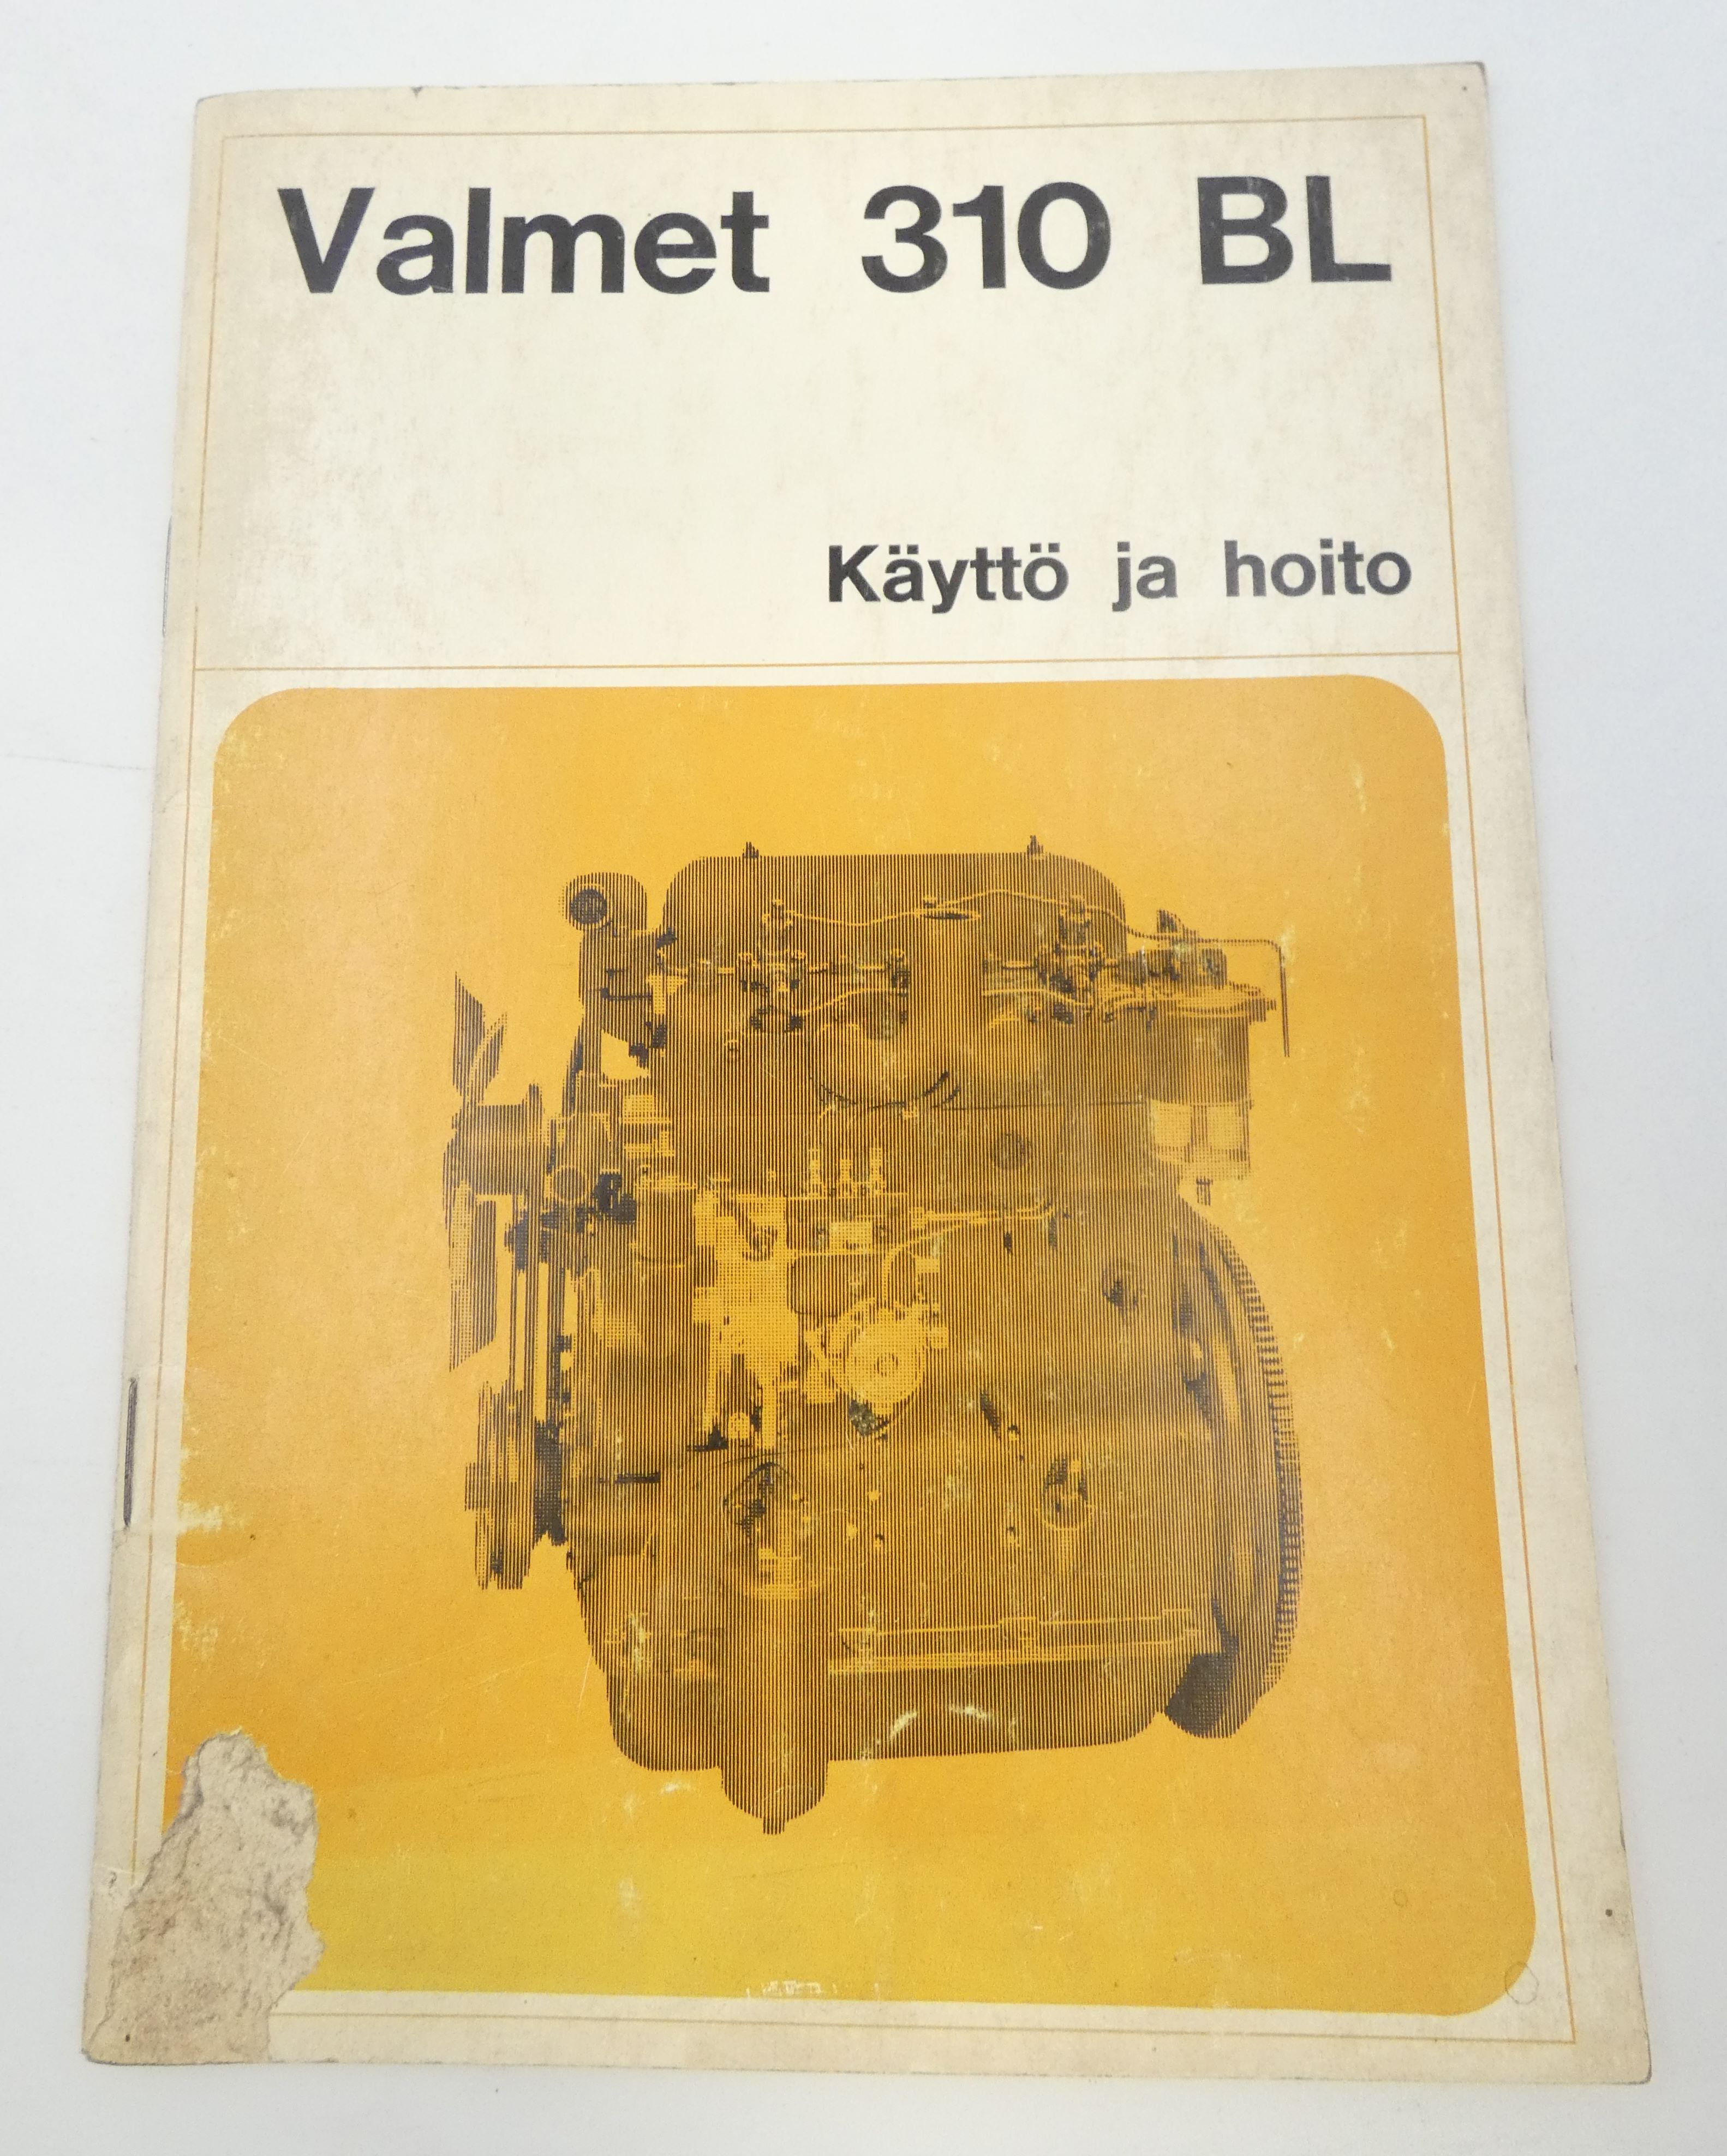 Valmet 310 BL
Käyttö ja hoito